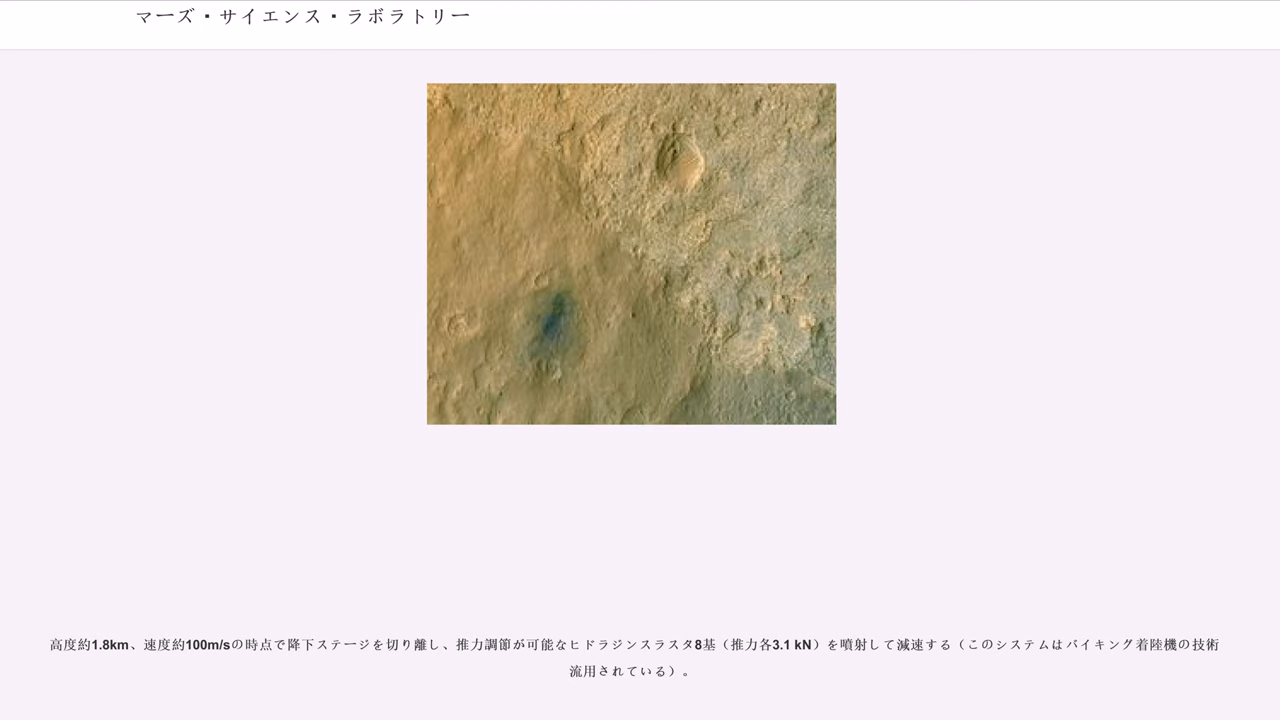 マーズ・サイエンス・ラボラトリー
高度約1.8km、速度約100m/sの時点で降下ステージを切り離し、推力調節が可能なヒドラジンスラスタ8基（推力各3.1 kN）を噴射して減速する（このシステムはバイキング着陸機の技術
流用されている）。